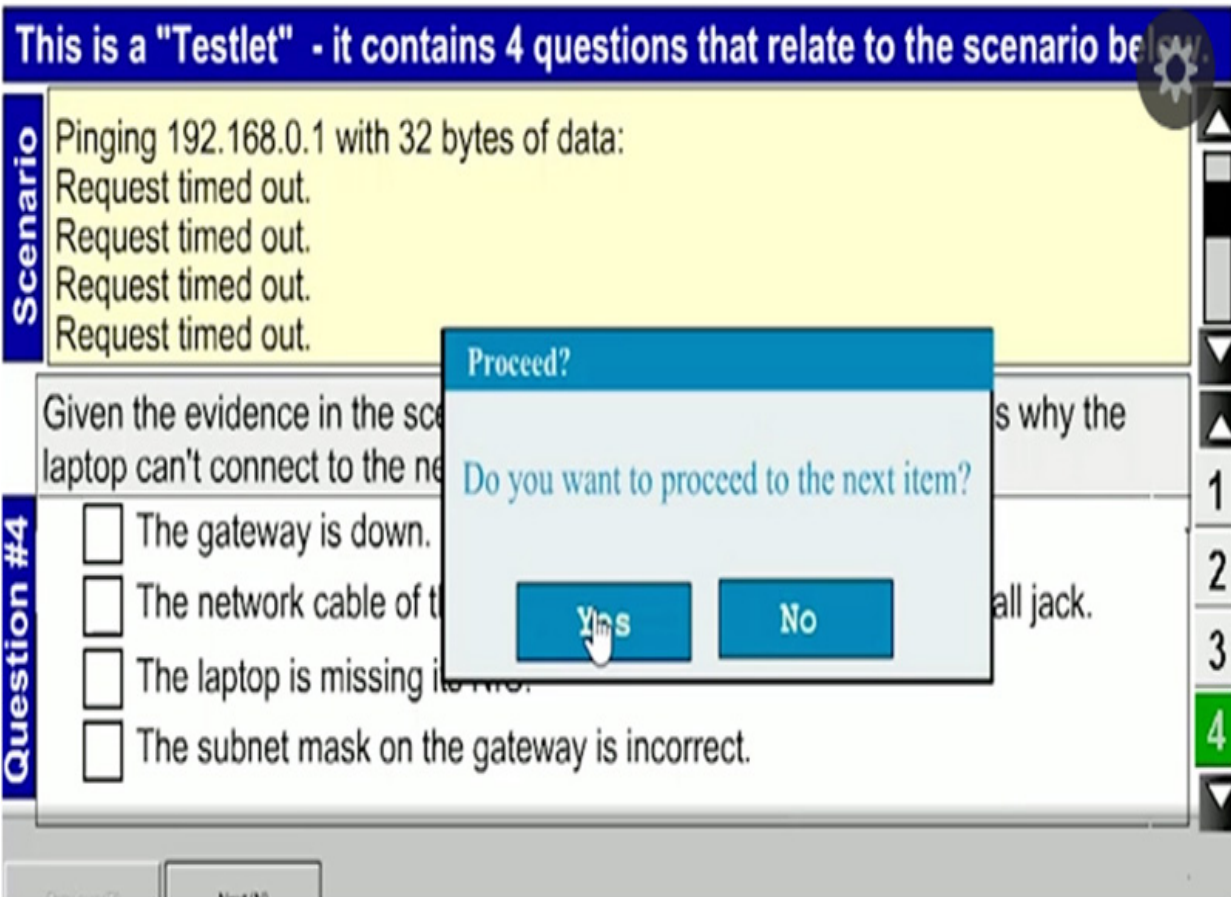 This is a "Testlet" - it contains 4 questions that relate to the scenario below.
Scenario
Pinging 192.168.0.1 with 32 bytes of data:
Request timed out.
Request timed out.
Request timed out.
Request timed out.
Proceed?
Do you want to proceed to the next item?
Yes
No
Given the evidence in the s why the
laptop can't connect to the
Question #4
The gateway is down.
The network cable of all jack.
The laptop is missing
The subnet mask on the gateway is incorrect.
1
2
3
4